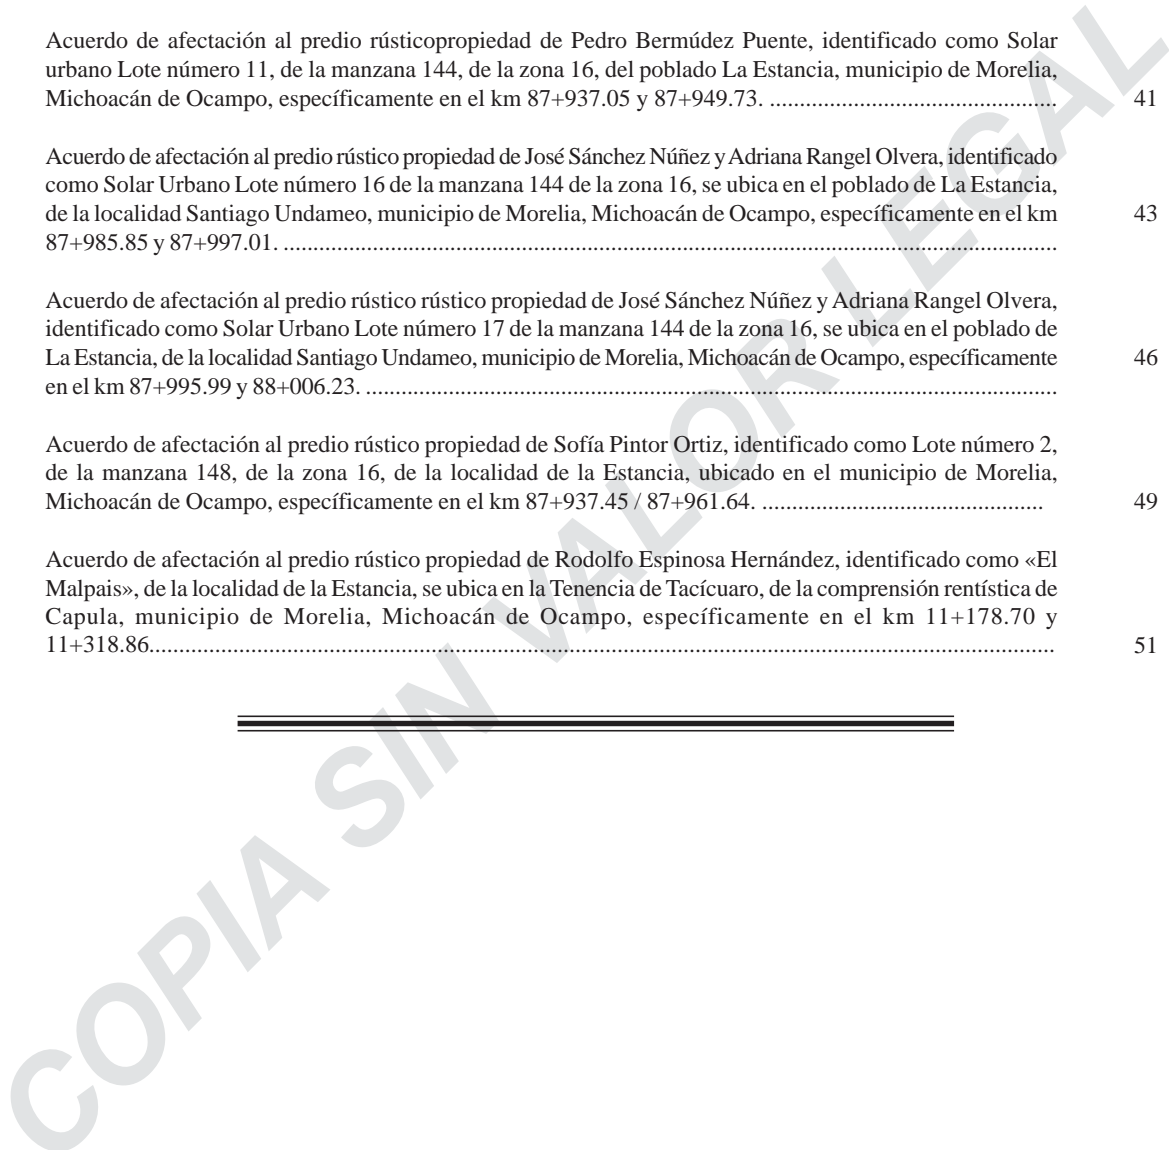 Acuerdo de afectación al predio rústicopropiedad de Pedro Bermúdez Puente, identificado como Solar
urbano Lote número 11, de la manzana 144, de la zona 16, del poblado La Estancia, municipio de Morelia,
Michoacán de Ocampo, específicamente en el km 87+937.05 y 87+949.73. ................................................ 41
Acuerdo de afectación al predio rústico propiedad de José Sánchez Núñez y Adriana Rangel Olvera, identificado
como Solar Urbano Lote número 16 de la manzana 144 de la zona 16, se ubica en el poblado de La Estancia,
de la localidad Santiago Undameo, municipio de Morelia, Michoacán de Ocampo, específicamente en el km 43
87+985.85 y 87+997.01. .................................................................................................................................
Acuerdo de afectación al predio rústico rústico propiedad de José Sánchez Núñez y Adriana Rangel Olvera,
identificado como Solar Urbano Lote número 17 de la manzana 144 de la zona 16, se ubica en el poblado de
La Estancia, de la localidad Santiago Undameo, municipio de Morelia, Michoacán de Ocampo, específicamente 46
en el km 87+995.99 y 88+006.23. ...................................................................................................................
Acuerdo de afectación al predio rústico propiedad de Sofía Pintor Ortiz, identificado como Lote número 2,
de la manzana 148, de la zona 16, de la localidad de la Estancia, ubicado en el municipio de Morelia,
Michoacán de Ocampo, específicamente en el km 87+937.45 / 87+961.64. ............................................... 49
Acuerdo de afectación al predio rústico propiedad de Rodolfo Espinosa Hernández, identificado como «El
Malpais», de la localidad de la Estancia, se ubica en la Tenencia de Tacícuaro, de la comprensión rentística de
Capula, municipio de Morelia, Michoacán de Ocampo, específicamente en el km 11+178.70 y
11+318.86....................................................................................................................................................... 51
COPIA SIN VALOR LEGAL